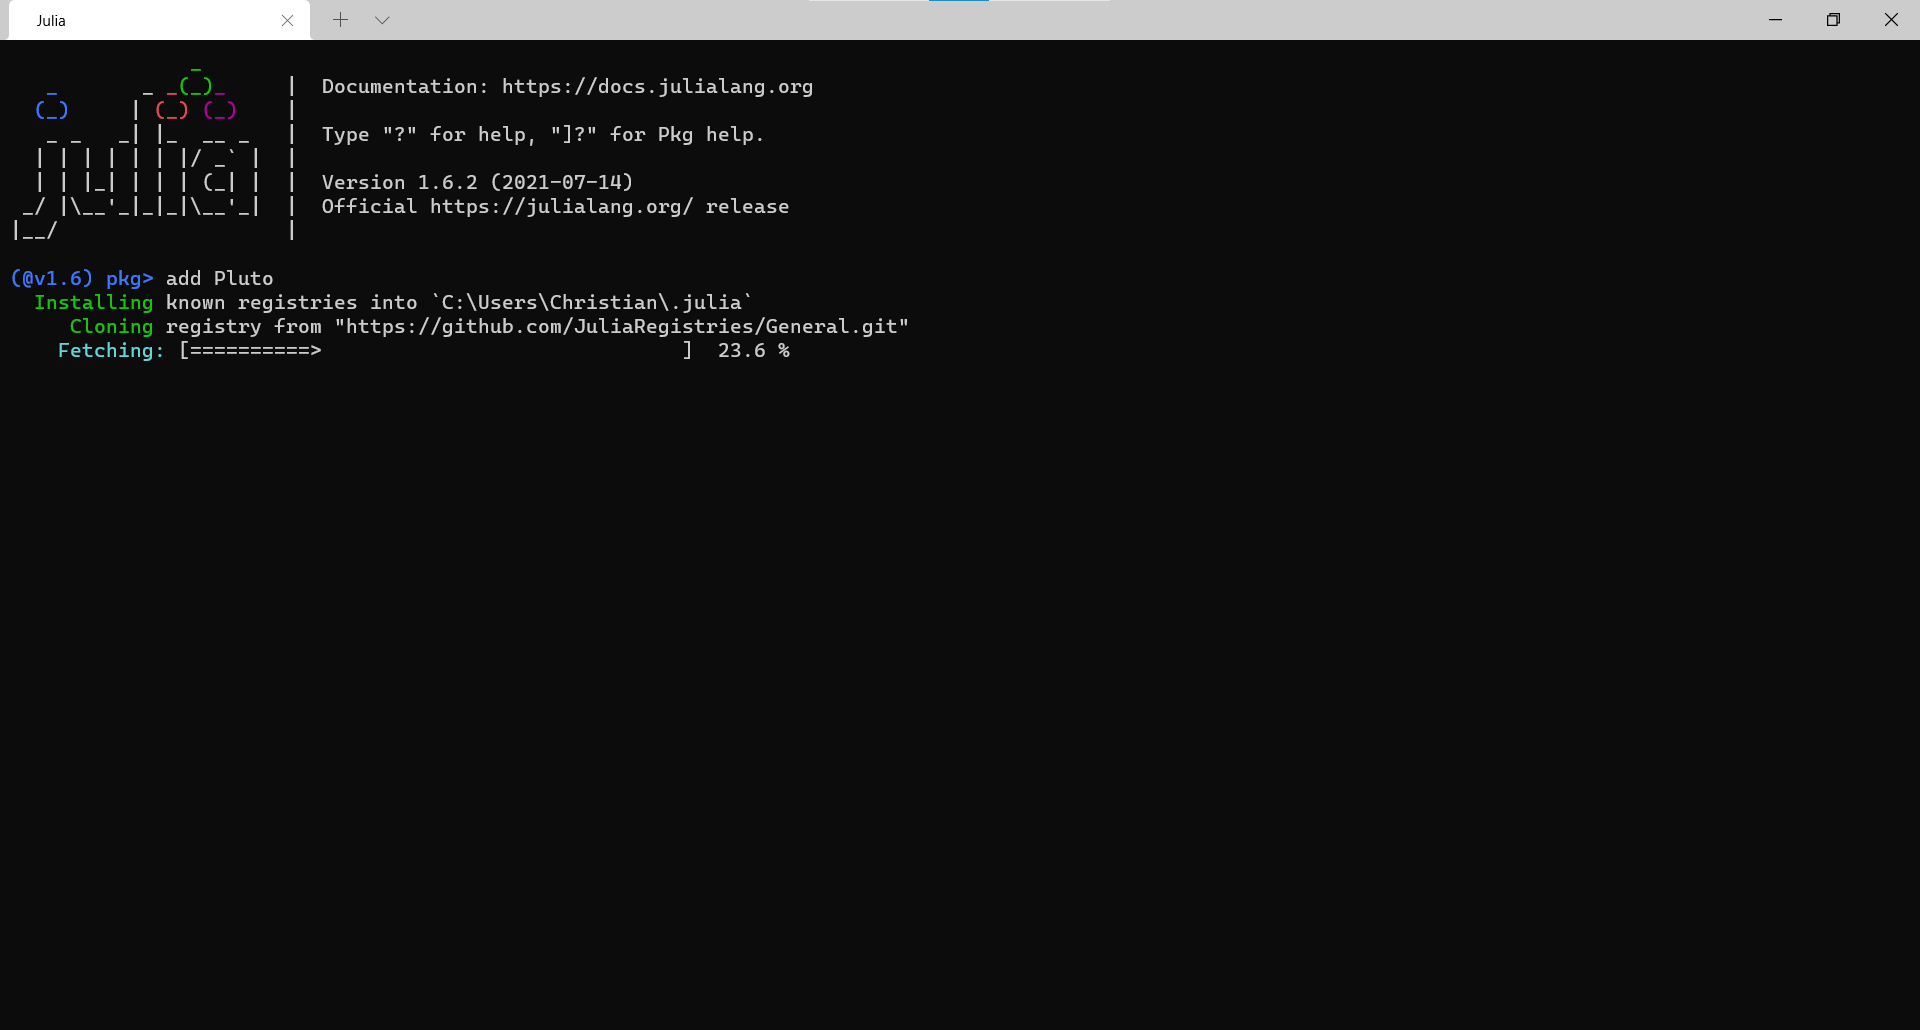 Julia
               _
   _       _ _(_)_     |  Documentation: https://docs.julialang.org
  (_)     | (_) (_)    |
   _ _   _| |_  __ _   |  Type "?" for help, "]?" for Pkg help.
  | | | | | | |/ _` |  |
  | | |_| | | | (_| |  |  Version 1.6.2 (2021-07-14)
 _/ |\__'_|_|_|\__'_|  |  Official https://julialang.org/ release
|__/                   |
(@v1.6) pkg> add Pluto
  Installing known registries into `C:\Users\Christian\.julia`
     Cloning registry from "https://github.com/JuliaRegistries/General.git"
    Fetching: [==========>                              ]  23.6 %